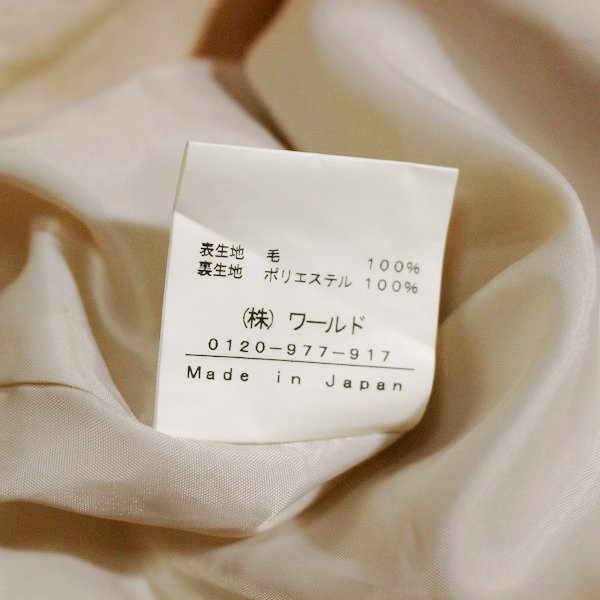 表生地 毛 100%
裏生地 ポリエステル 100%
(株) ワールド
0120-977-917
Made in Japan